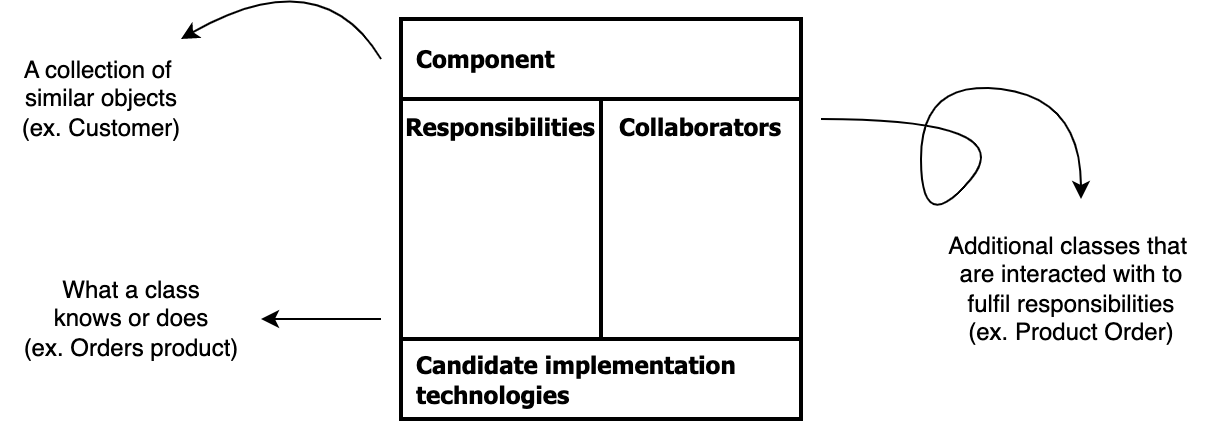 Component
A collection of
similar objects
(ex. Customer)
Responsibilities
Collaborators
What a class
knows or does
(ex. Orders product)
Additional classes that
are interacted with to
fulfil responsibilities
(ex. Product Order)
Candidate implementation
technologies